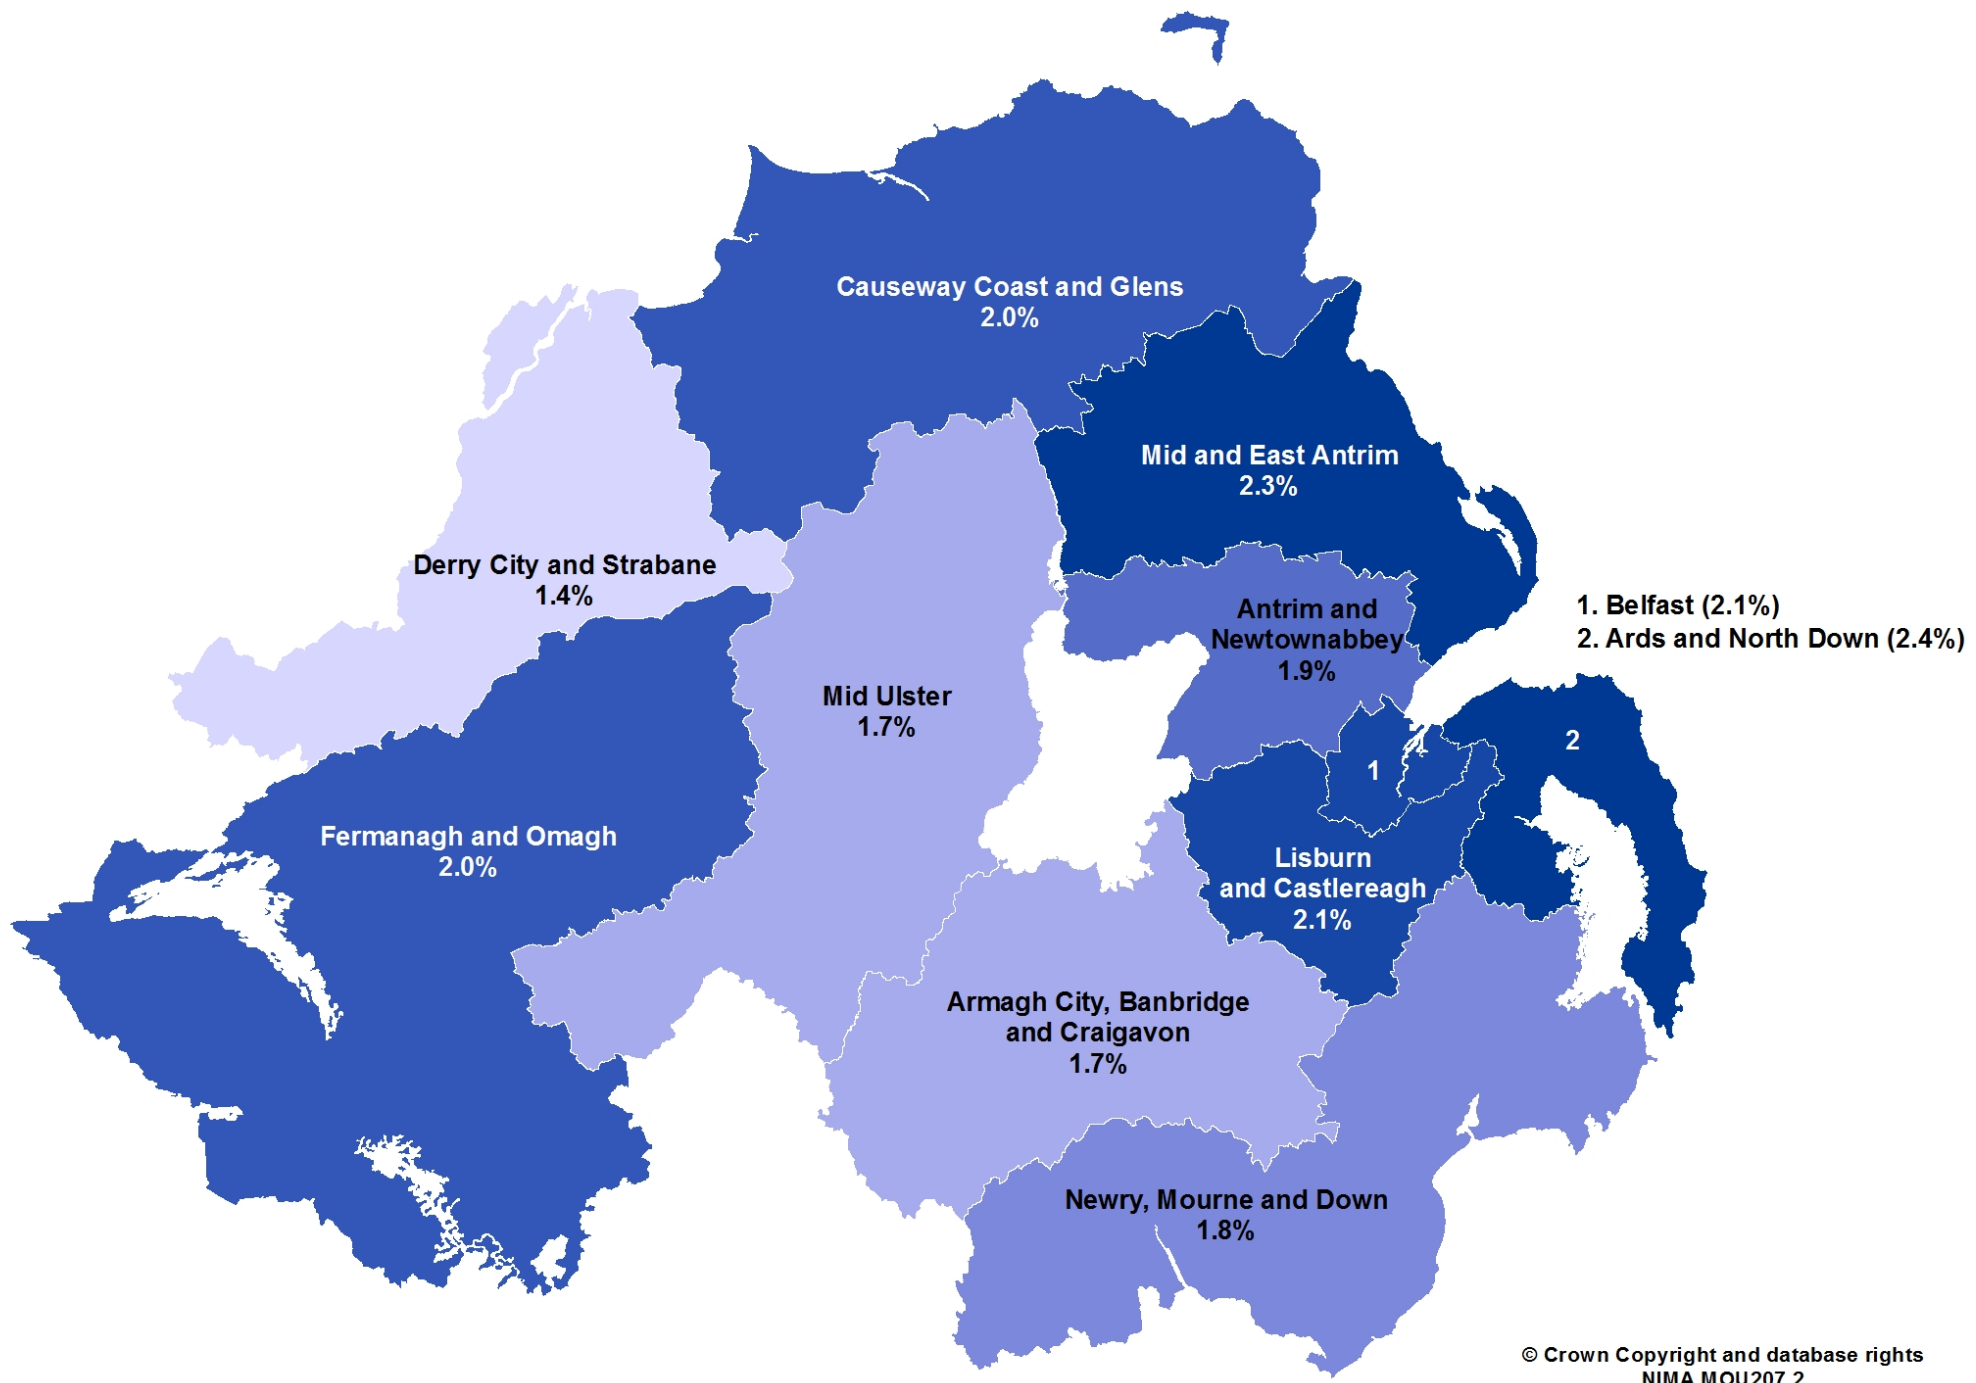 Causeway Coast and Glens
2.0%
Mid and East Antrim
2.3%
Derry City and Strabane
1.4%
Antrim and
Newtownabbey
1.9%
1. Belfast (2.1%)
2. Ards and North Down (2.4%)
Mid Ulster
1.7%
1
2
Fermanagh and Omagh
2.0%
Lisburn
and Castlereagh
2.1%
Armagh City, Banbridge
and Craigavon
1.7%
Newry, Mourne and Down
1.8%
© Crown Copyright and database rights
NIMA MOU207.2